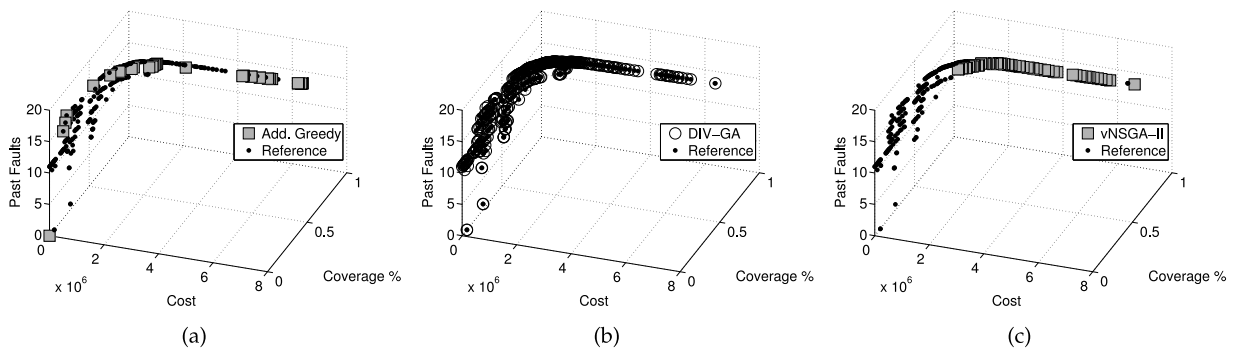 20
15
10
5
0
Past Faults
Add. Greedy
Reference
1
0.5
0
Coverage %
2
4
6
8
x 10^6
Cost
(a)
20
15
10
5
0
Past Faults
DIV-GA
Reference
1
0.5
0
Coverage %
0
2
4
6
8
x 10^6
Cost
(b)
20
15
10
5
0
Past Faults
vNSGA-II
Reference
1
0.5
0
Coverage %
0
2
4
6
8
x 10^6
Cost
(c)